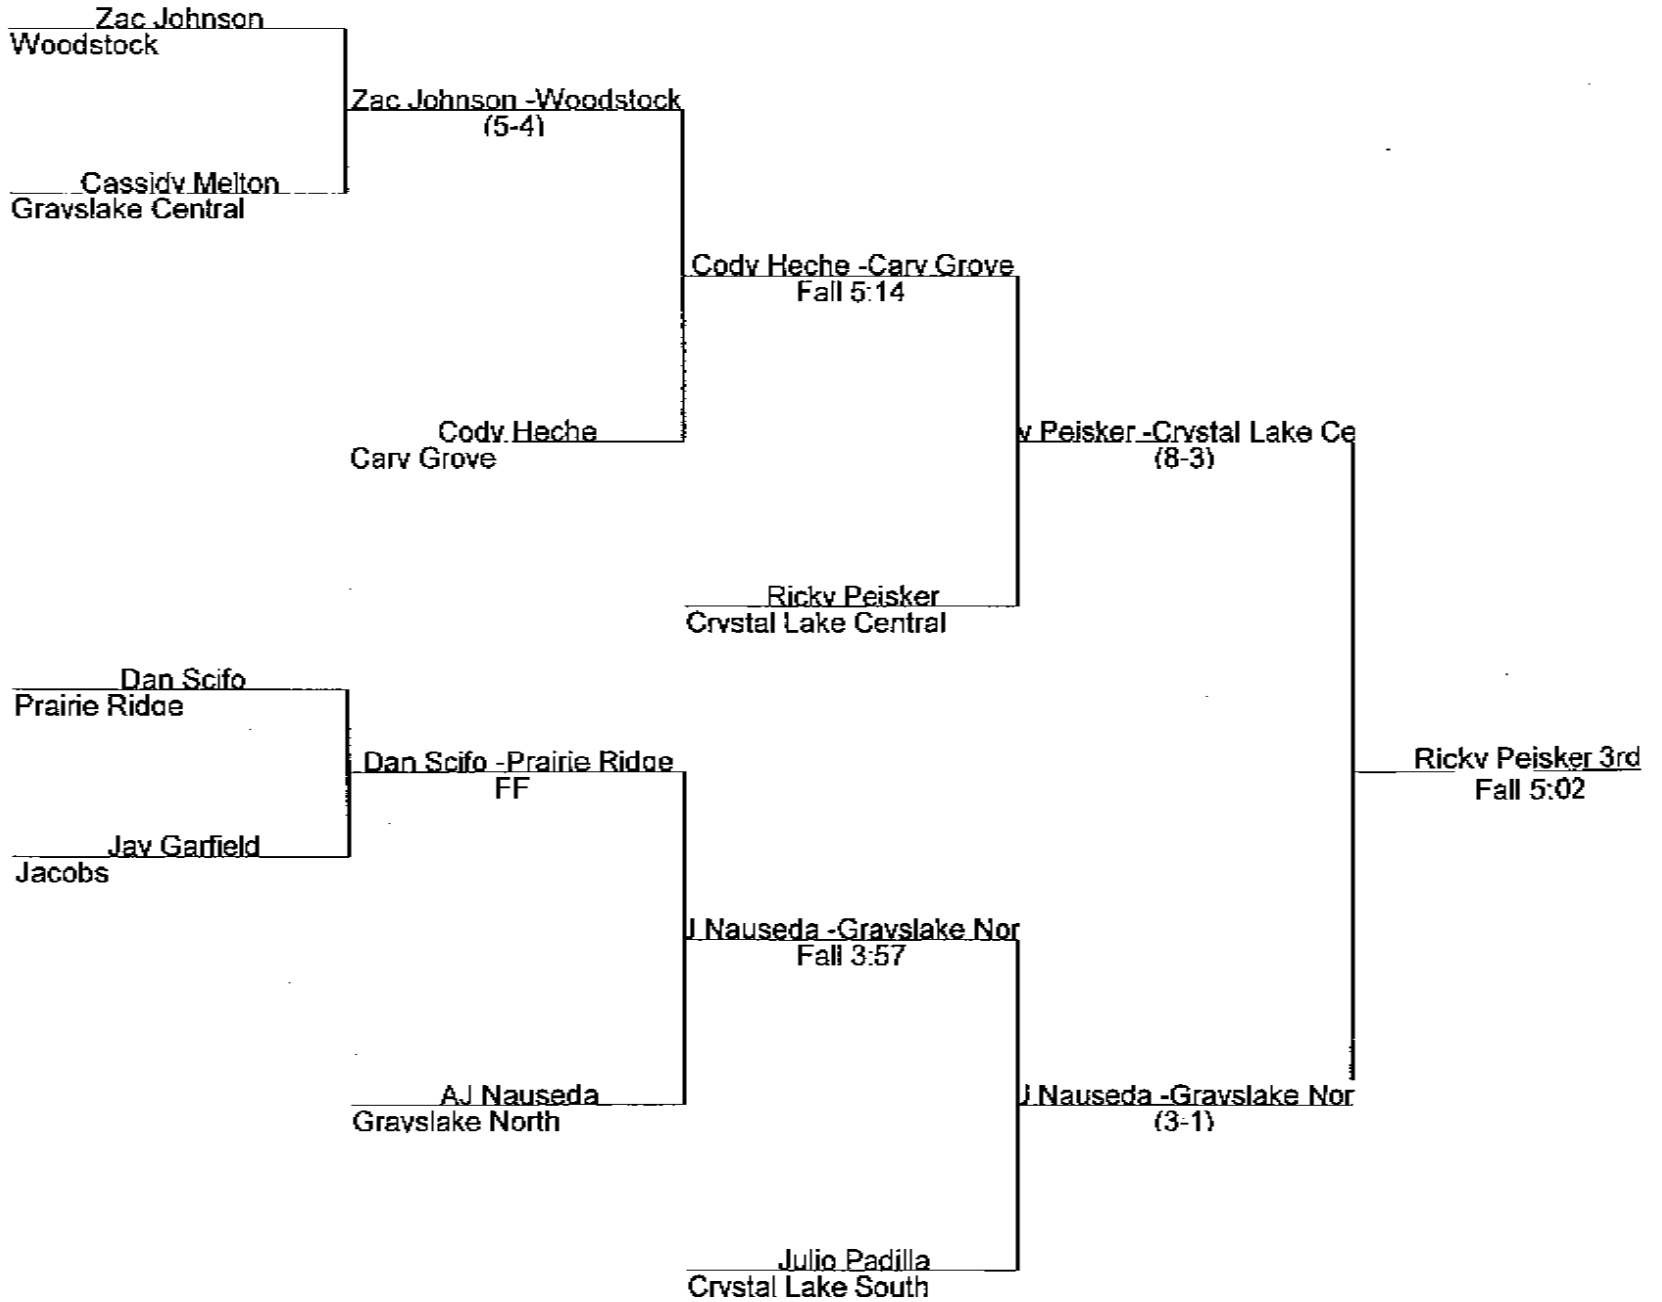 Zac Johnson
Woodstock
Zac Johnson -Woodstock
(5-4)
Cassidy Melton
Grayslake Central
Cody Heche -Cary Grove
Fall 5:14
Cody Heche
Cary Grove
y Peisker -Crystal Lake Ce
(8-3)
Ricky Peisker
Crystal Lake Central
Dan Scifo
Prairie Ridge
Dan Scifo -Prairie Ridge
FF
Ricky Peisker 3rd
Fall 5:02
Jay Garfield
Jacobs
J Nauseda -Grayslake Nor
Fall 3:57
AJ Nauseda
Grayslake North
J Nauseda -Grayslake Nor
(3-1)
Julio Padilla
Crystal Lake South